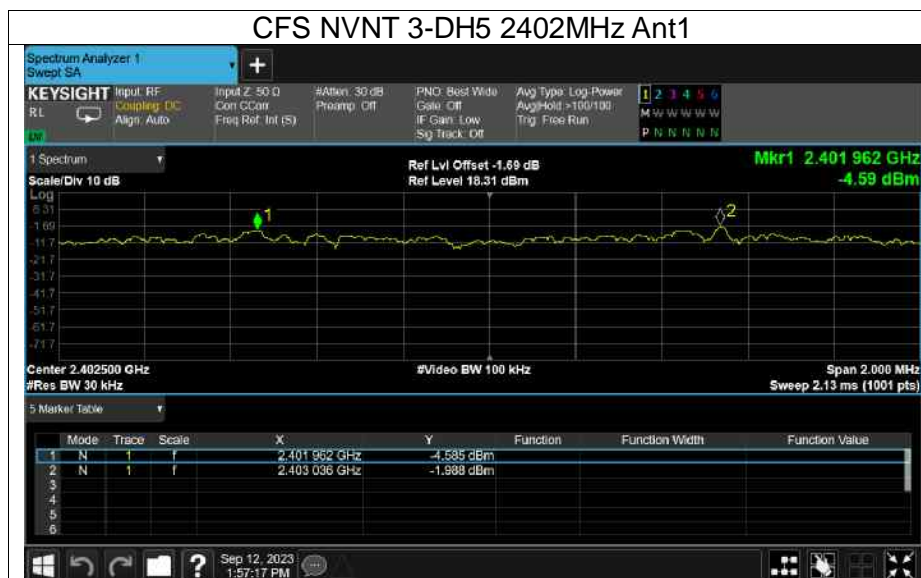 CFS NVNT 3-DH5 2402MHz Ant1
Spectrum Analyzer 1
Swept SA
+
KEYSIGHT Input: RF
RL Coupling: DC
Align: Auto
Input Z: 50 Ω
Corr CCorr
Freq Ref: Int (S)
#Atten: 30 dB
Preamp: Off
PNO: Best Wide
Gate: Off
IF Gain: Low
Sig Track: Off
Avg Type: Log-Power
Avg|Hold: >100/100
Trig: Free Run
1 2 3 4 5 6
M W W W W W
P N N N N N
1 Spectrum
Scale/Div 10 dB
Ref Lvl Offset -1.69 dB
Ref Level 18.31 dBm
Mkr1 2.401 962 GHz
-4.59 dBm
Log
8.31
-1.69
-11.7
-21.7
-31.7
-41.7
-51.7
-61.7
-71.7
1
2
Center 2.402500 GHz
#Res BW 30 kHz
#Video BW 100 kHz
Span 2.000 MHz
Sweep 2.13 ms (1001 pts)
5 Marker Table
Mode Trace Scale X Y Function Function Width Function Value
1 N 1 f 2.401 962 GHz -4.585 dBm
2 N 1 f 2.403 036 GHz -1.988 dBm
3
4
5
6
? Sep 12, 2023
1:57:17 PM